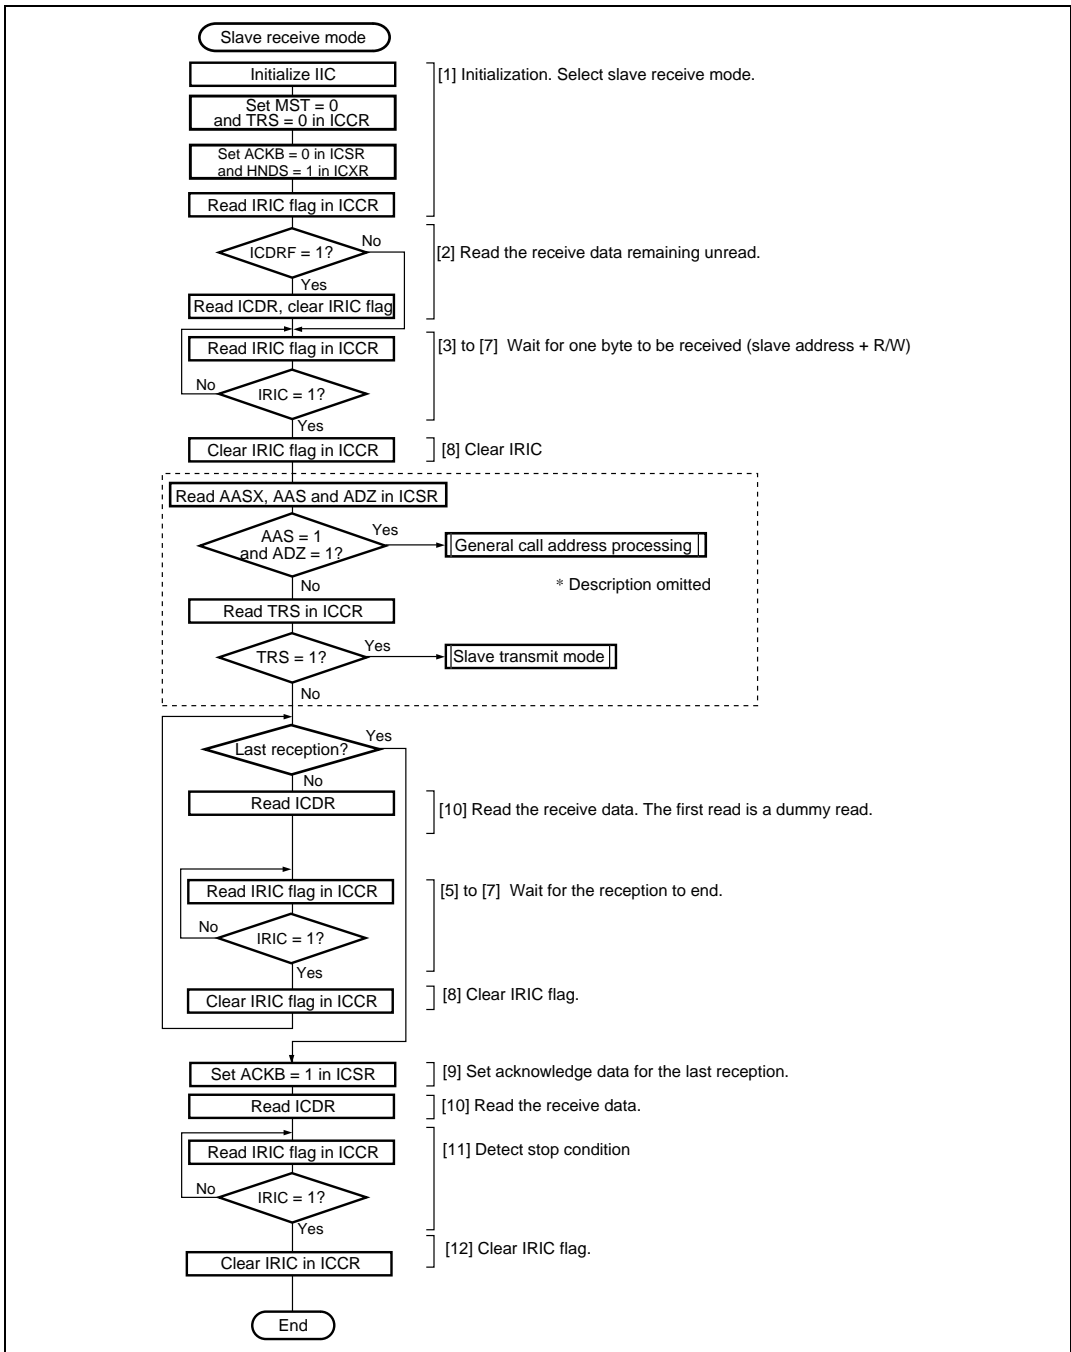 Slave receive mode
Initialize IIC
[1] Initialization. Select slave receive mode.
Set MST = 0
and TRS = 0 in ICCR
Set ACKB = 0 in ICSR
and HNDS = 1 in ICXR
Read IRIC flag in ICCR
ICDRF = 1?
No
[2] Read the receive data remaining unread.
Yes
Read ICDR, clear IRIC flag
Read IRIC flag in ICCR
[3] to [7] Wait for one byte to be received (slave address + R/W)
No
IRIC = 1?
Yes
Clear IRIC flag in ICCR
[8] Clear IRIC
Read AASX, AAS and ADZ in ICSR
AAS = 1
and ADZ = 1?
Yes
General call address processing
No
* Description omitted
Read TRS in ICCR
TRS = 1?
Yes
Slave transmit mode
No
Last reception?
Yes
No
Read ICDR
[10] Read the receive data. The first read is a dummy read.
Read IRIC flag in ICCR
[5] to [7] Wait for the reception to end.
No
IRIC = 1?
Yes
Clear IRIC flag in ICCR
[8] Clear IRIC flag.
Set ACKB = 1 in ICSR
[9] Set acknowledge data for the last reception.
Read ICDR
[10] Read the receive data.
Read IRIC flag in ICCR
[11] Detect stop condition
No
IRIC = 1?
Yes
Clear IRIC in ICCR
[12] Clear IRIC flag.
End